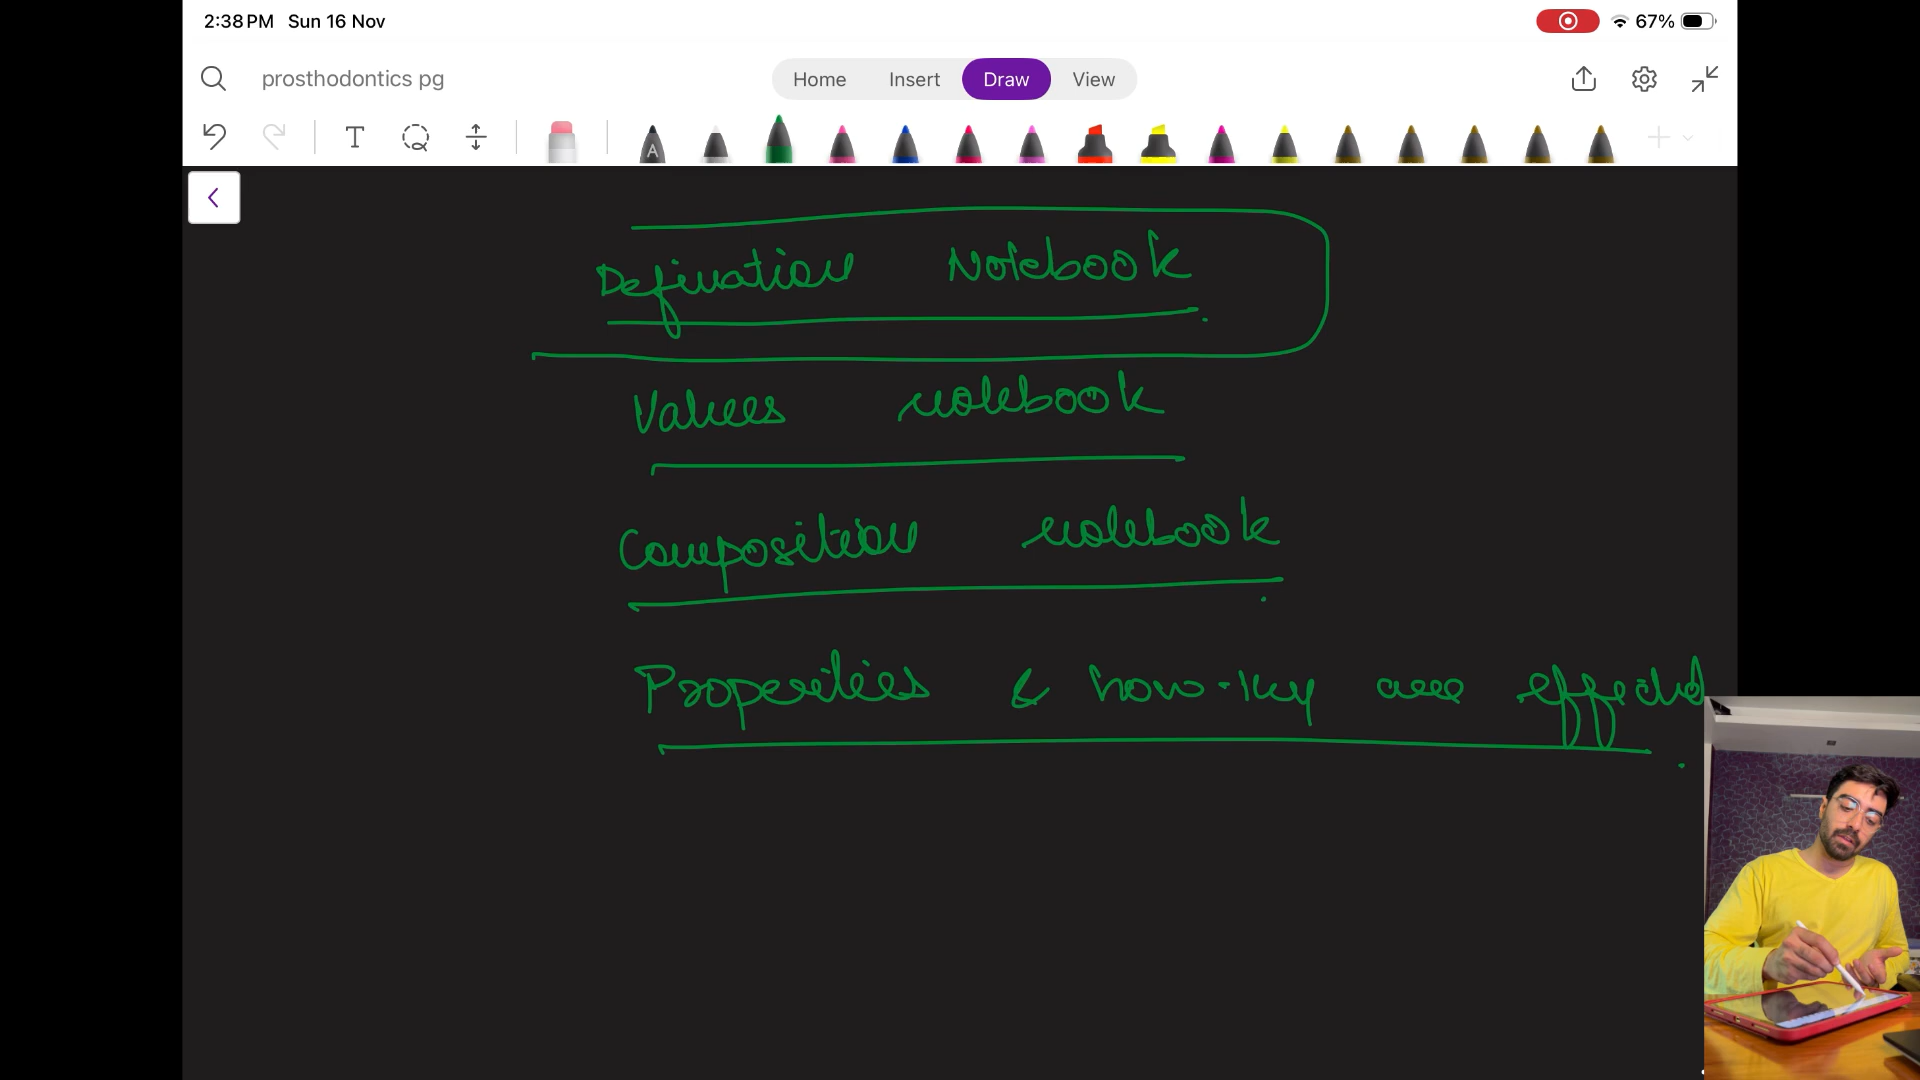 2:38 PM Sun 16 Nov 67%
prosthodontics pg Home Insert Draw View
T A
Defination Notebook
Values notebook
Composition notebook
Properties & how they are effected.